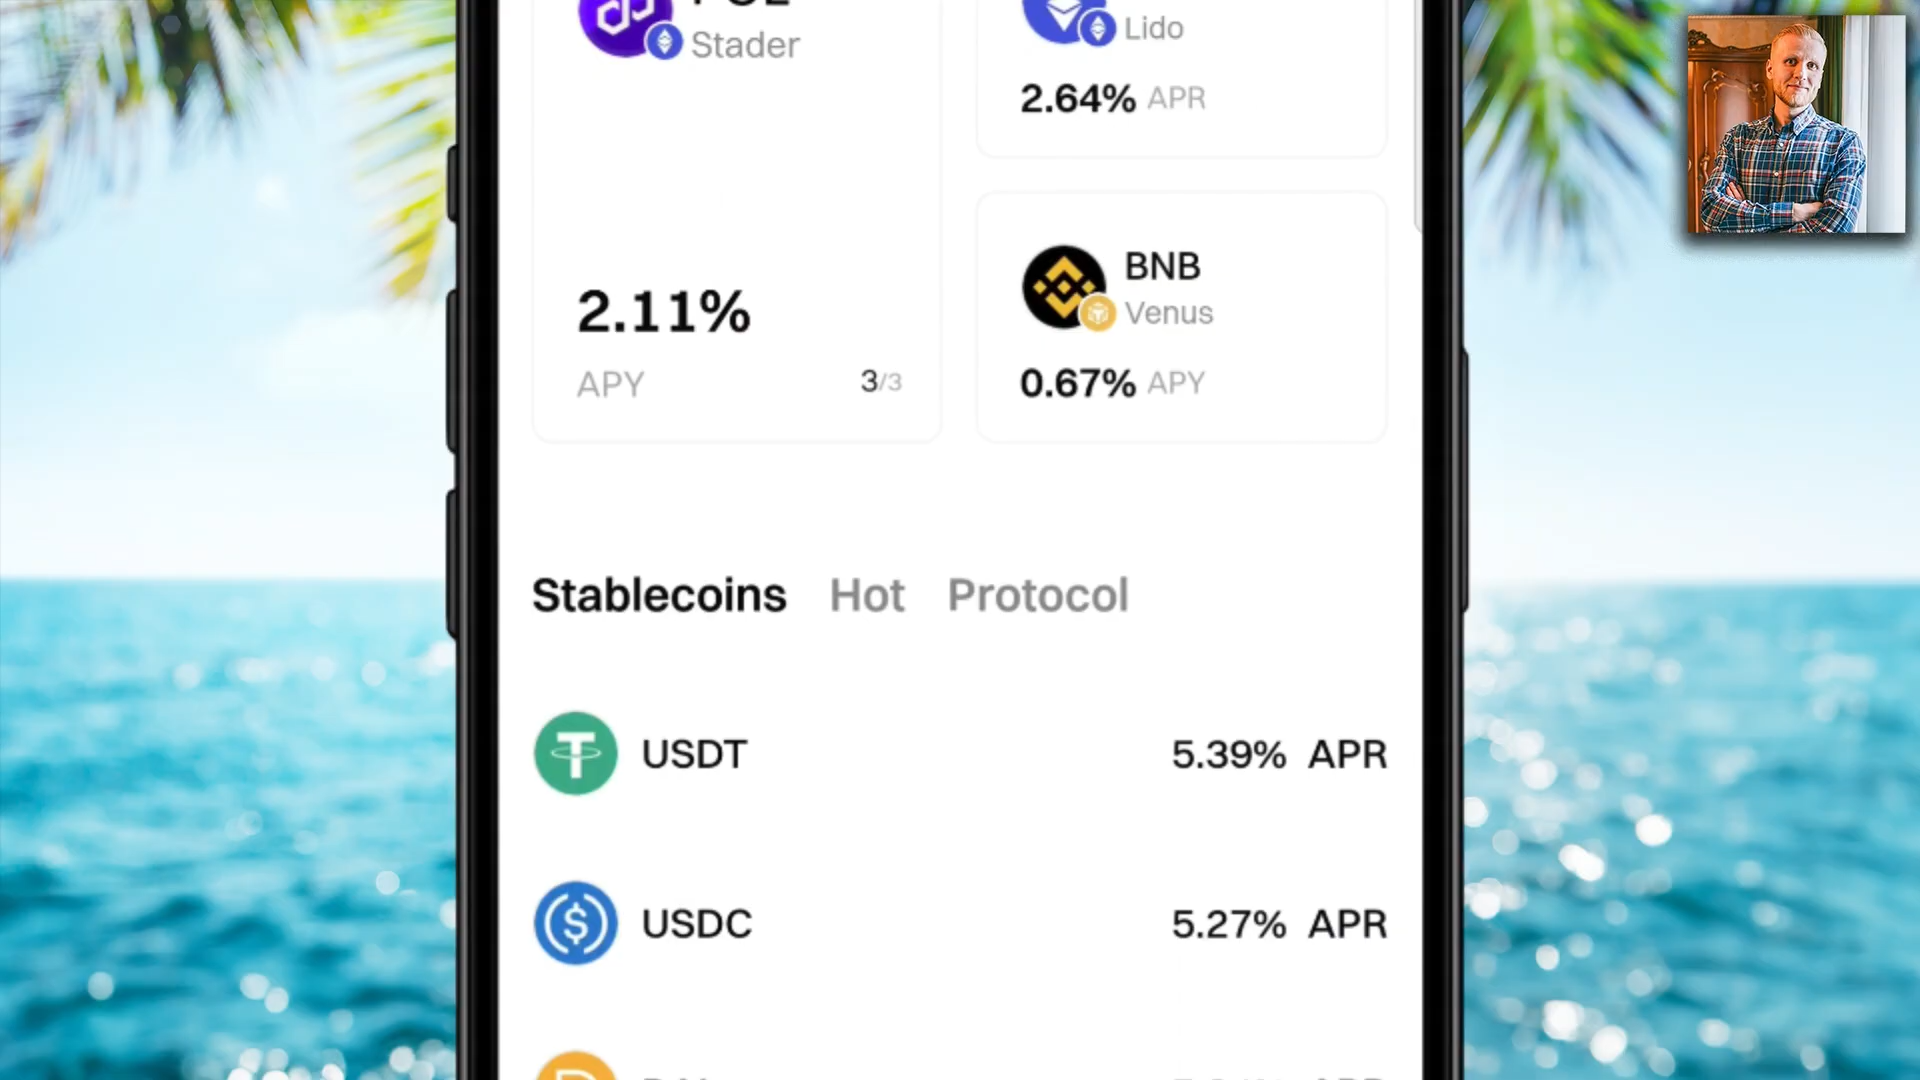 Stader
2.11%
APY 3/3
Lido
2.64% APR
BNB
Venus
0.67% APY
Stablecoins Hot Protocol
USDT 5.39% APR
USDC 5.27% APR